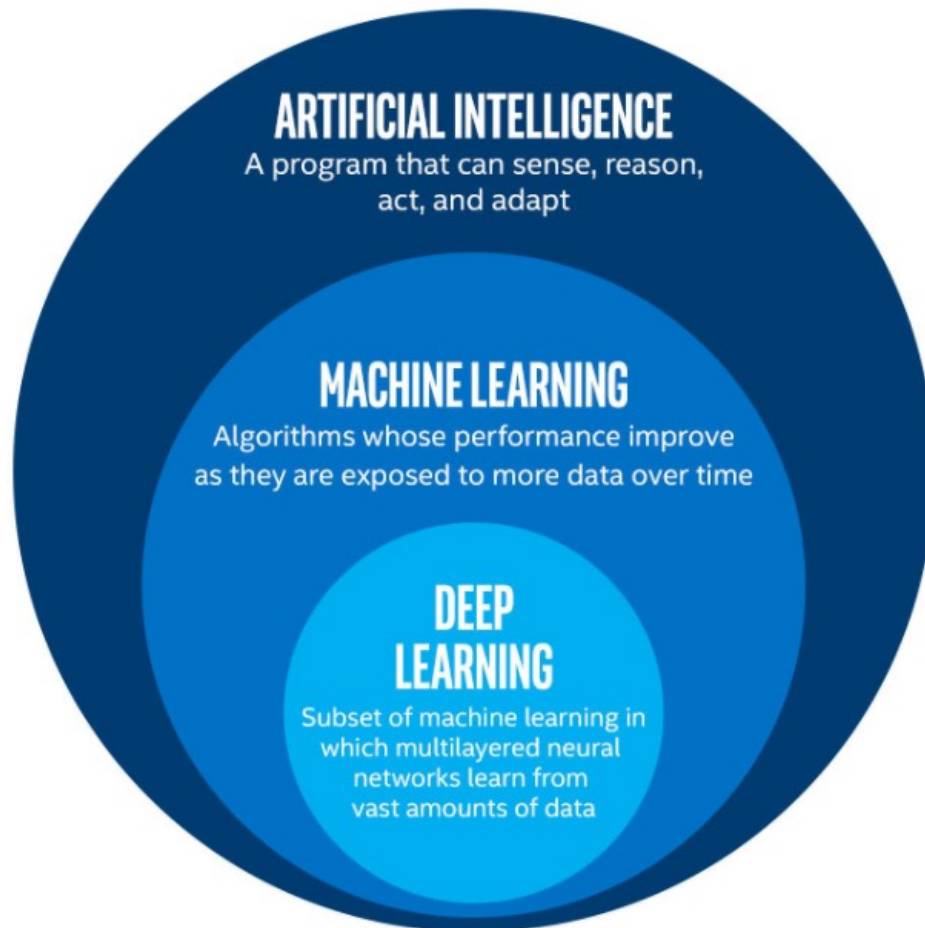 ARTIFICIAL INTELLIGENCE
A program that can sense, reason,
act, and adapt
MACHINE LEARNING
Algorithms whose performance improve
as they are exposed to more data over time
DEEP
LEARNING
Subset of machine learning in
which multilayered neural
networks learn from
vast amounts of data